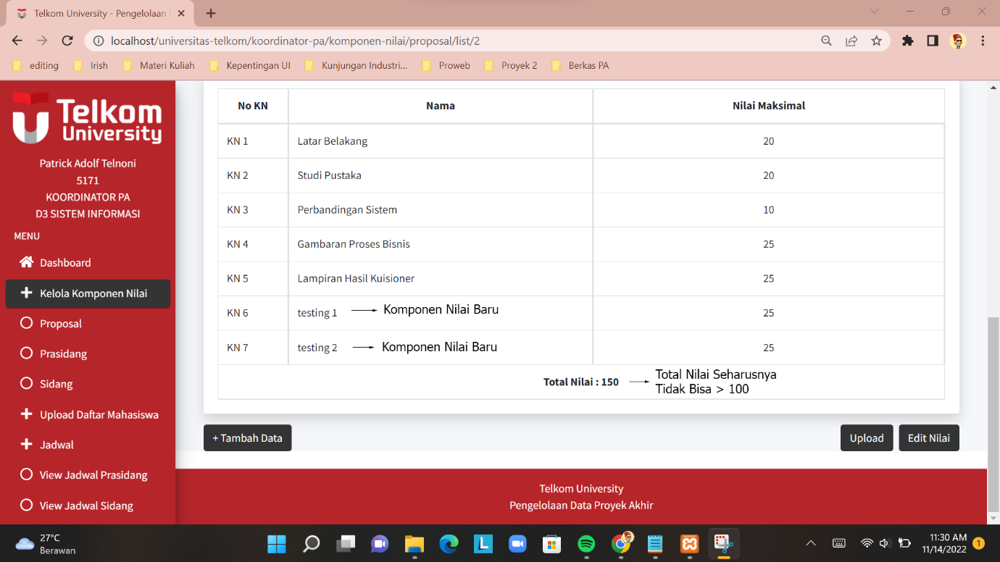 Telkom University - Pengelolaan
localhost/universitas-telkom/koordinator-pa/komponen-nilai/proposal/list/2
editing Irish Materi Kuliah Kepentingan UI Kunjungan Industri... Proweb Proyek 2 Berkas PA
Telkom
University
Patrick Adolf Telnoni
5171
KOORDINATOR PA
D3 SISTEM INFORMASI
MENU
Dashboard
Kelola Komponen Nilai
Proposal
Prasidang
Sidang
Upload Daftar Mahasiswa
Jadwal
View Jadwal Prasidang
View Jadwal Sidang
No KN Nama Nilai Maksimal
KN 1 Latar Belakang 20
KN 2 Studi Pustaka 20
KN 3 Perbandingan Sistem 10
KN 4 Gambaran Proses Bisnis 25
KN 5 Lampiran Hasil Kuisioner 25
KN 6 testing 1 Komponen Nilai Baru 25
KN 7 testing 2 Komponen Nilai Baru 25
Total Nilai : 150 Total Nilai Seharusnya
Tidak Bisa > 100
+ Tambah Data Upload Edit Nilai
Telkom University
Pengelolaan Data Proyek Akhir
27°C
Berawan
11:30 AM
11/14/2022
1